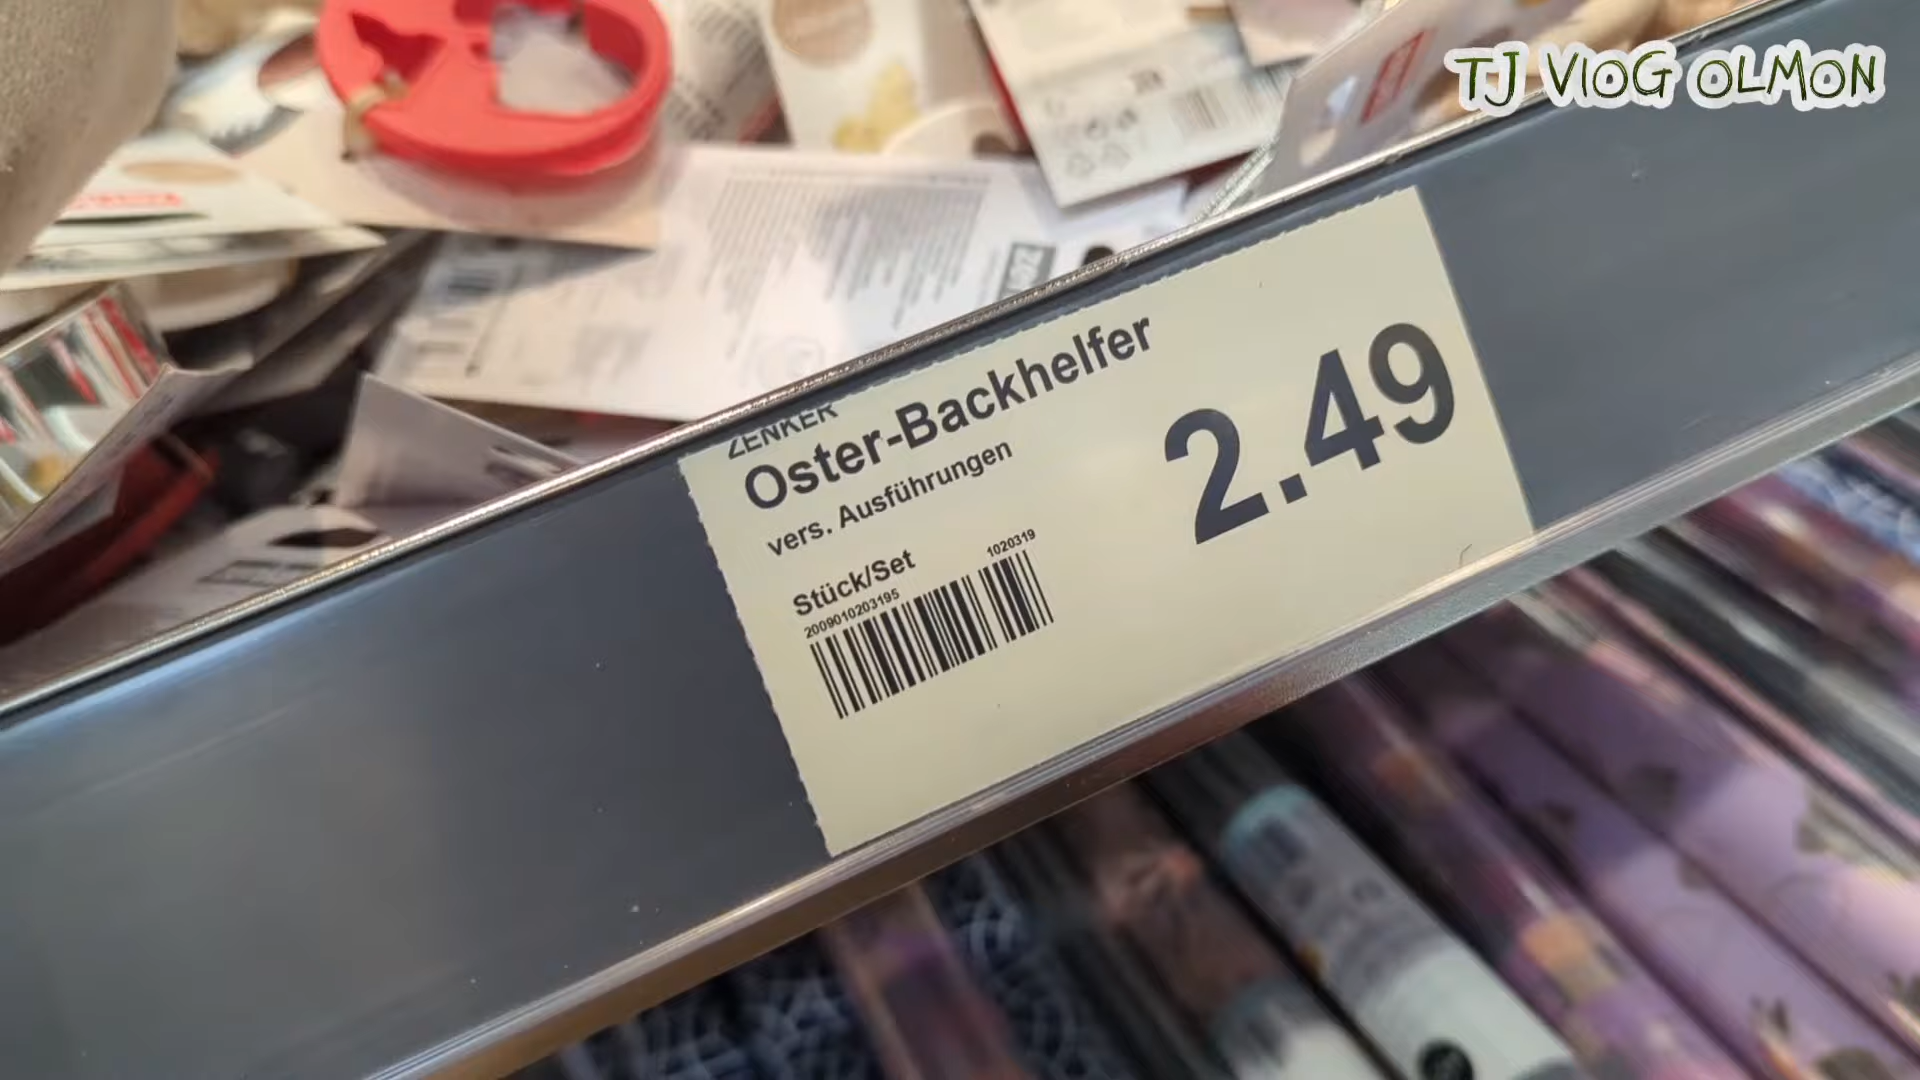 TJ VlOG OLMON
ZENKER
Oster-Backhelfer
vers. Ausführungen
2.49
Stück/Set
1020319
2009010203195